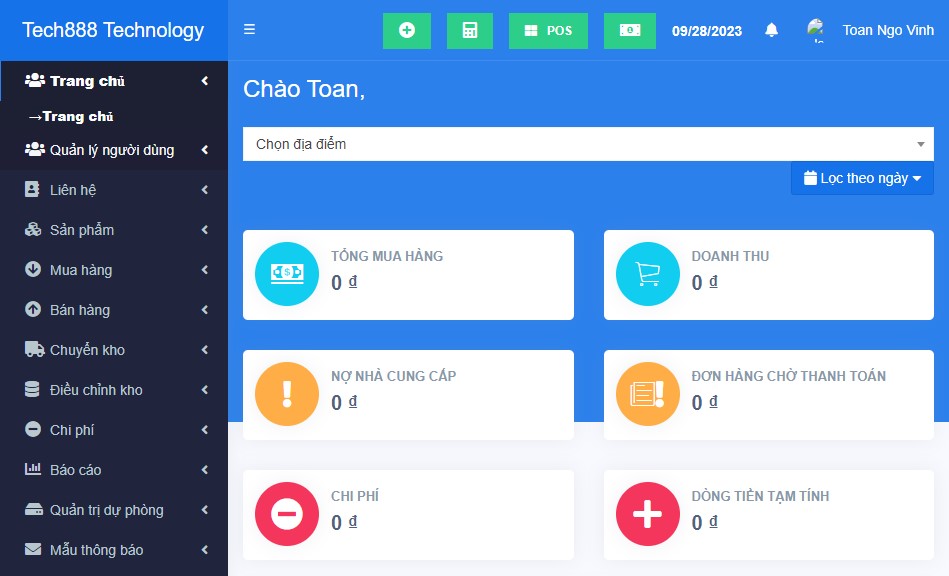 Tech888 Technology
POS
09/28/2023
Toan Ngo Vinh
Trang chủ
→Trang chủ
Quản lý người dùng
Liên hệ
Sản phẩm
Mua hàng
Bán hàng
Chuyển kho
Điều chỉnh kho
Chi phí
Báo cáo
Quản trị dự phòng
Mẫu thông báo
Chào Toan,
Chọn địa điểm
Lọc theo ngày
TỔNG MUA HÀNG
0 ₫
DOANH THU
0 ₫
NỢ NHÀ CUNG CẤP
0 ₫
ĐƠN HÀNG CHỜ THANH TOÁN
0 ₫
CHI PHÍ
0 ₫
DÒNG TIỀN TẠM TÍNH
0 ₫